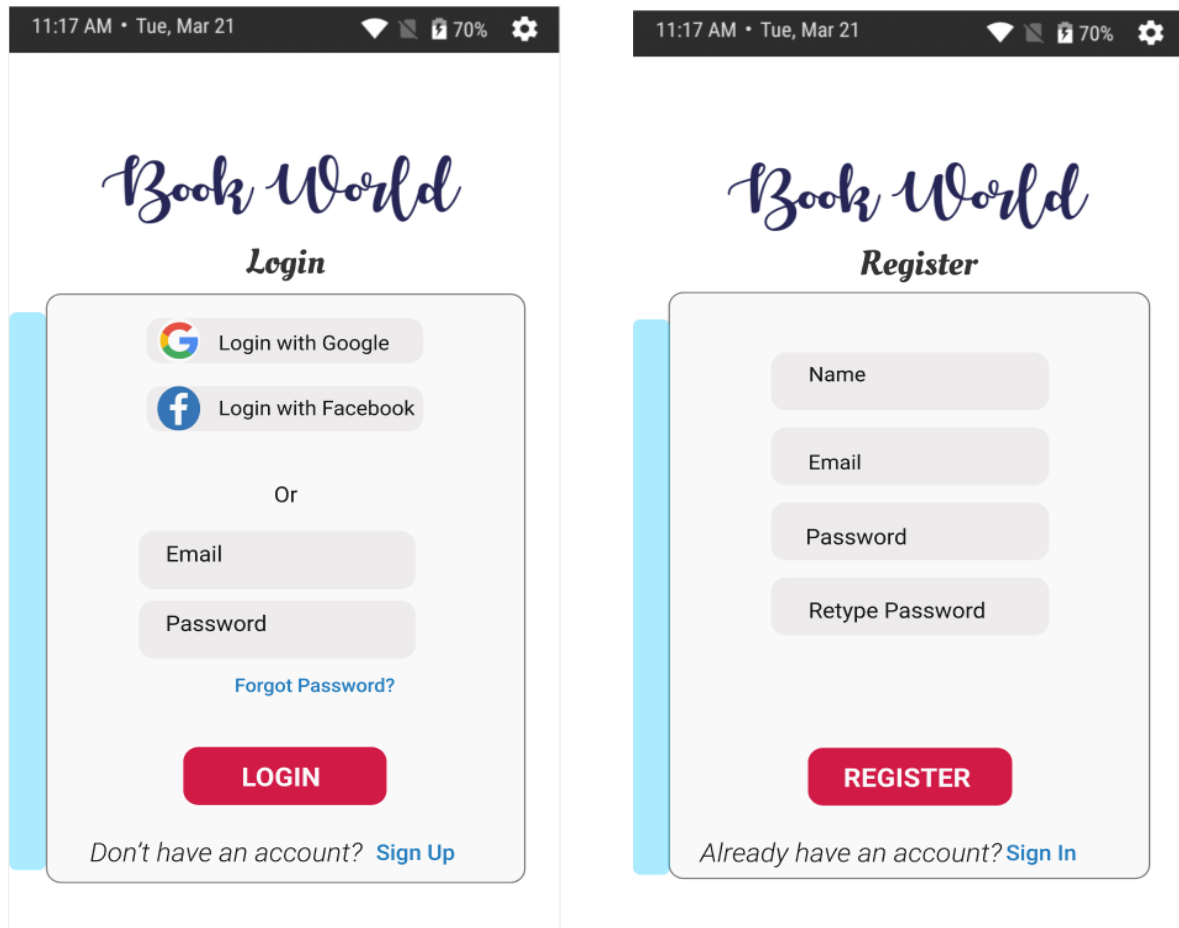 11:17 AM • Tue, Mar 21
70%
Book World
Login
Login with Google
Login with Facebook
Or
Email
Password
Forgot Password?
LOGIN
Don't have an account? Sign Up
11:17 AM • Tue, Mar 21
70%
Book World
Register
Name
Email
Password
Retype Password
REGISTER
Already have an account? Sign In